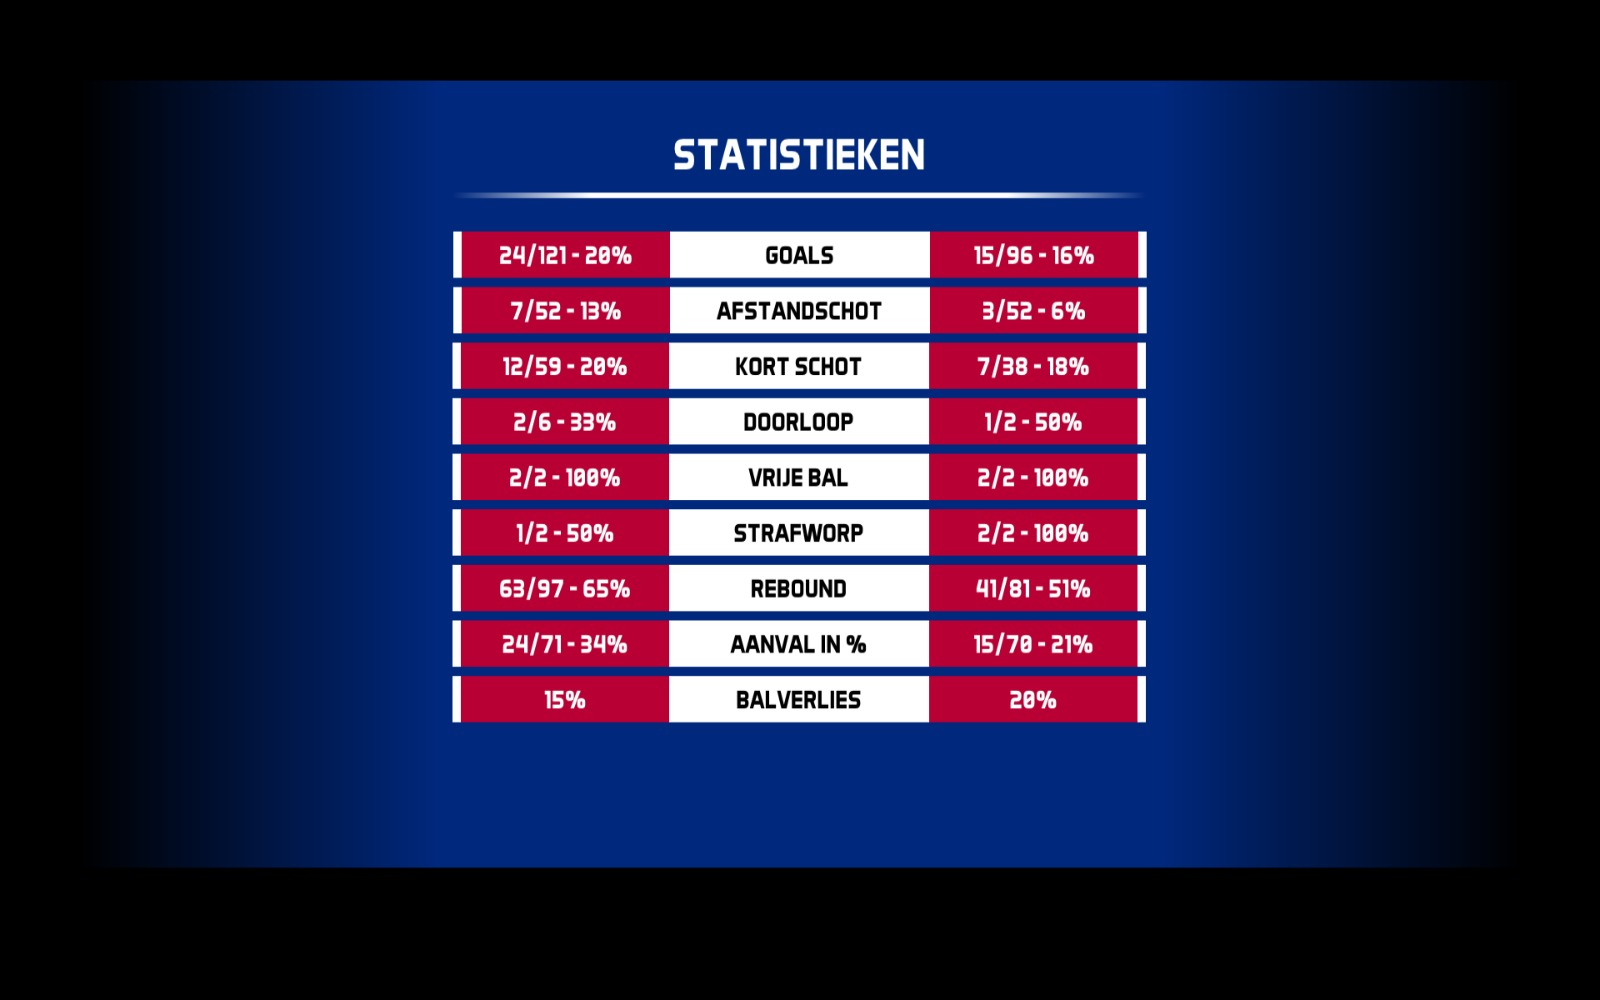 STATISTIEKEN
24/121 - 20% GOALS 15/96 - 16%
7/52 - 13% AFSTANDSCHOT 3/52 - 6%
12/59 - 20% KORT SCHOT 7/38 - 18%
2/6 - 33% DOORLOOP 1/2 - 50%
2/2 - 100% VRIJE BAL 2/2 - 100%
1/2 - 50% STRAFWORP 2/2 - 100%
63/97 - 65% REBOUND 41/81 - 51%
24/71 - 34% AANVAL IN % 15/70 - 21%
15% BALVERLIES 20%